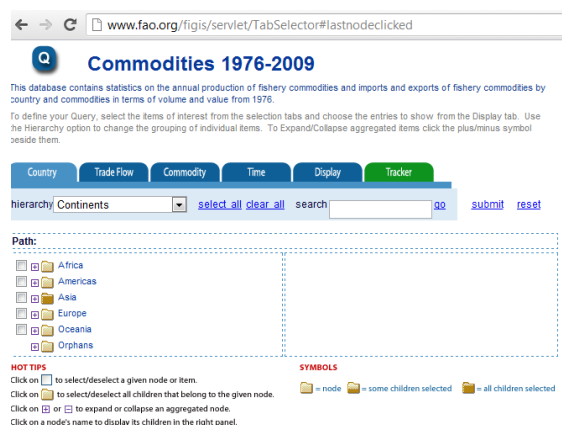 www.fao.org/figis/servlet/TabSelector#lastnodeclicked
Q
Commodities 1976-2009
This database contains statistics on the annual production of fishery commodities and imports and exports of fishery commodities by
country and commodities in terms of volume and value from 1976.
To define your Query, select the items of interest from the selection tabs and choose the entries to show from the Display tab. Use
the Hierarchy option to change the grouping of individual items. To Expand/Collapse aggregated items click the plus/minus symbol
beside them.
Country Trade Flow Commodity Time Display Tracker
hierarchy Continents select all clear all search go submit reset
Path:
Africa
Americas
Asia
Europe
Oceania
Orphans
HOT TIPS SYMBOLS
Click on to select/deselect a given node or item.
= node = some children selected = all children selected
Click on to select/deselect all children that belong to the given node.
Click on or to expand or collapse an aggregated node.
Click on a node's name to display its children in the right panel.